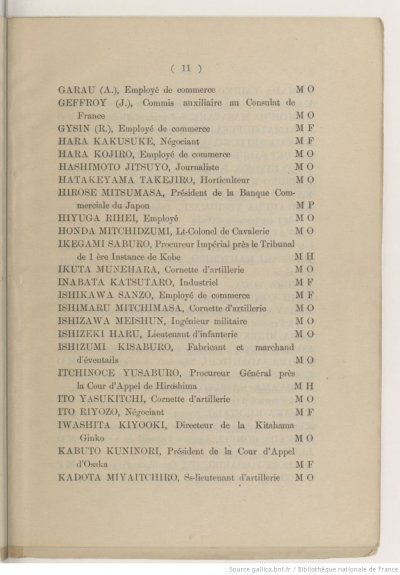 ( 11 )
GARAU (A.), Employé de commerce M O
GEFFROY (J.), Commis auxiliaire au Consulat de
France M O
GYSIN (R.), Employé de commerce M F
HARA KAKUSUKE, Négociant M F
HARA KOJIRO, Employé de commerce M O
HASHIMOTO JITSUYO, Journaliste M O
HATAKEYAMA TAKEJIRO, Horticulteur M O
HIROSE MITSUMASA, Président de la Banque Com-
merciale du Japon M P
HIYUGA RIHEI, Employé M O
HONDA MITCHIDZUMI, Lt-Colonel de Cavalerie M O
IKEGAMI SABURO, Procureur Impérial près le Tribunal
de 1 ère Instance de Kobe M H
IKUTA MUNEHARA, Cornette d'artillerie M O
INABATA KATSUTARO, Industriel M F
ISHIKAWA SANZO, Employé de commerce M F
ISHIMARU MITCHIMASA, Cornette d'artillerie M O
ISHIZAWA MEISHUN, Ingénieur militaire M O
ISHIZEKI HARU, Lieutenant d'infanterie M O
ISHIZUMI KISABURO, Fabricant et marchand
d'éventails M O
ITCHINOCE YUSABURO, Procureur Général près
la Cour d'Appel de Hiroshima M H
ITO YASUKITCHI, Cornette d'artillerie M O
ITO RIYOZO, Négociant M F
IWASHITA KIYOOKI, Directeur de la Kitahama
Ginko M O
KABUTO KUNINORI, Président de la Cour d'Appel
d'Osaka M F
KADOTA MIYAITCHIRO, Ss-lieutenant d'artillerie M O
Source gallica.bnf.fr / Bibliothèque nationale de France